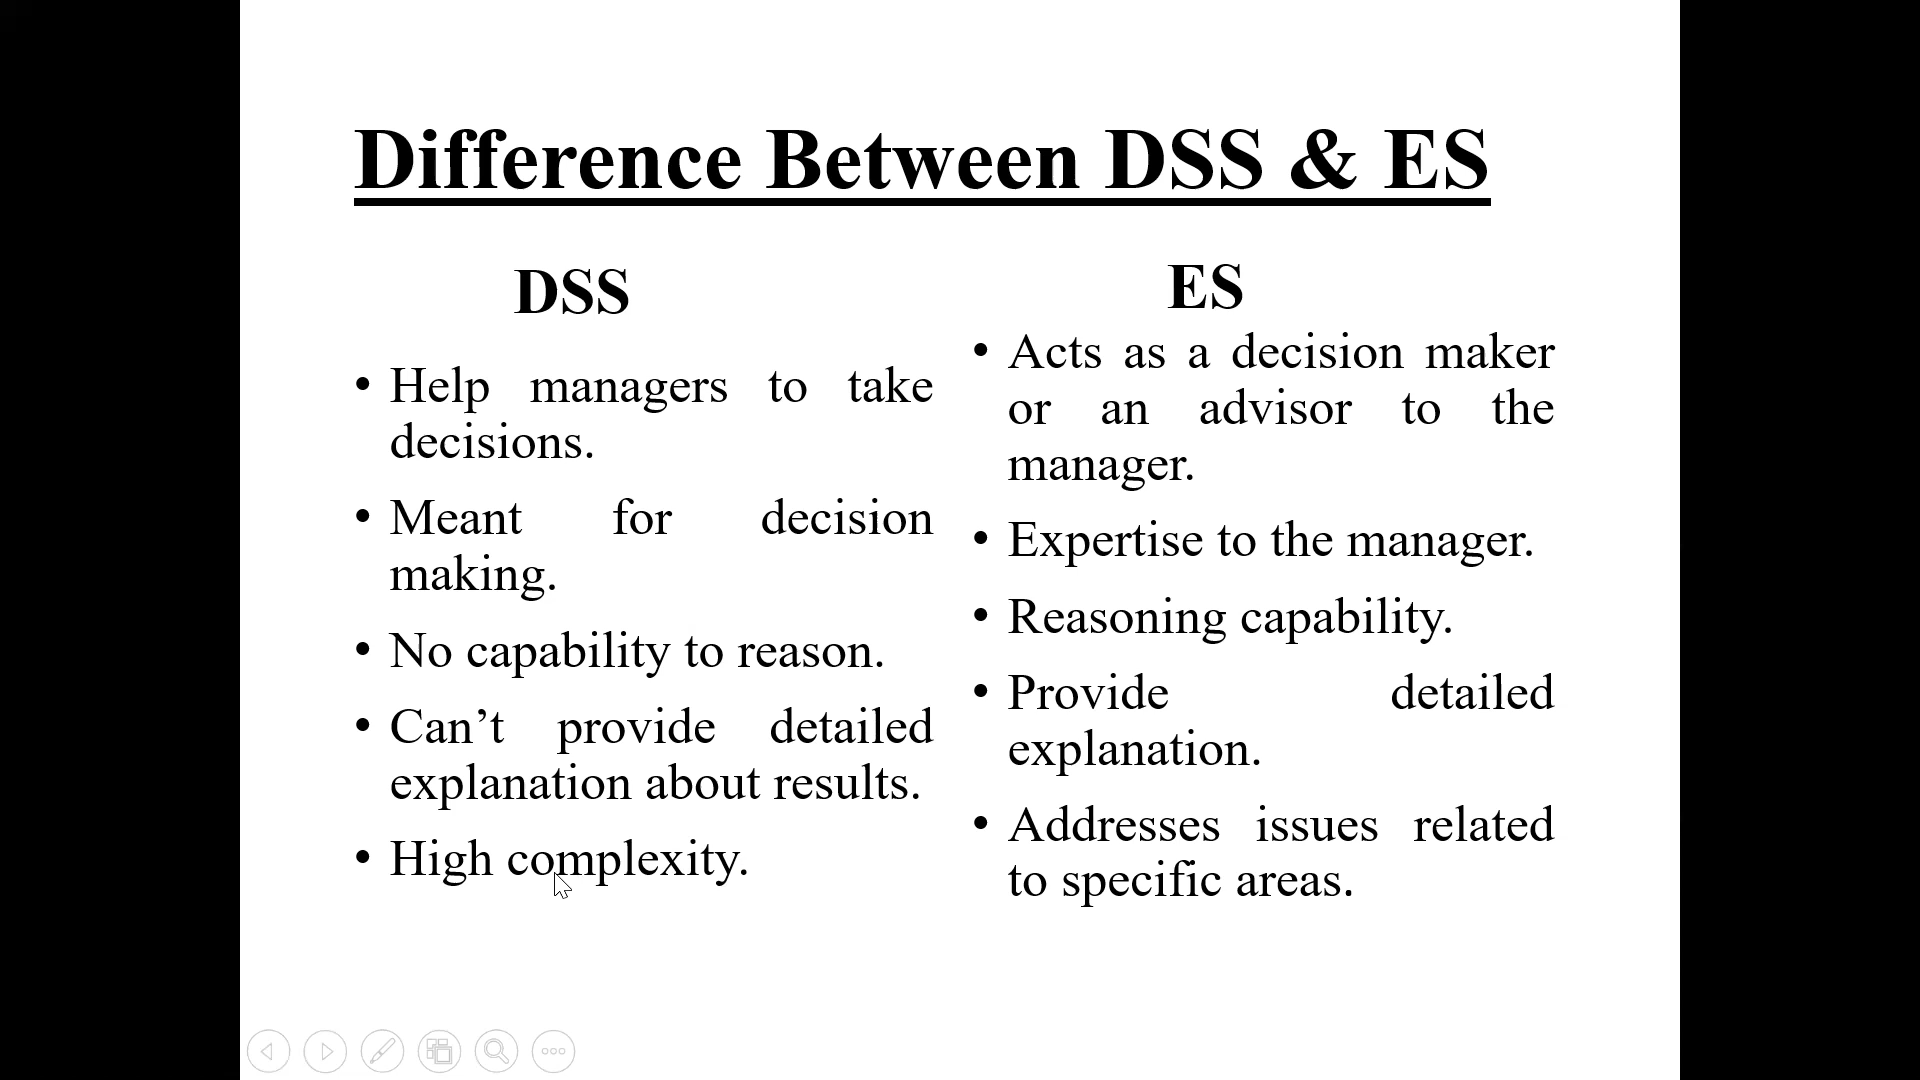 Difference Between DSS & ES
DSS
• Help managers to take
decisions.
• Meant for decision
making.
• No capability to reason.
• Can’t provide detailed
explanation about results.
• High complexity.
ES
• Acts as a decision maker
or an advisor to the
manager.
• Expertise to the manager.
• Reasoning capability.
• Provide detailed
explanation.
• Addresses issues related
to specific areas.